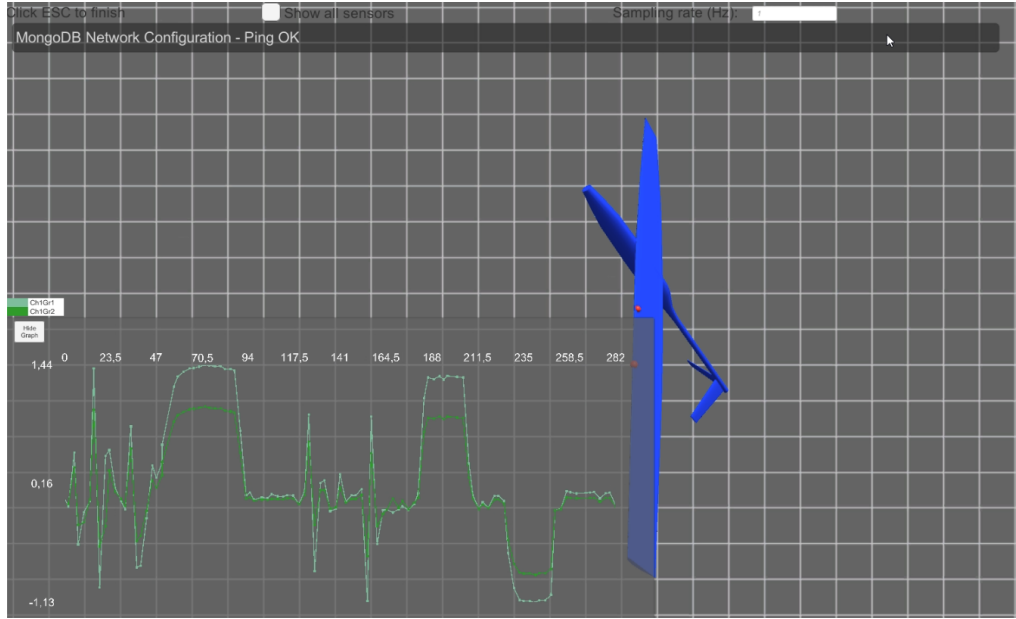 Click ESC to finish
Show all sensors
Sampling rate (Hz):
MongoDB Network Configuration - Ping OK
Ch1Gr1
Ch1Gr2
Hide
Graph
0 23,5 47 70,5 94 117,5 141 164,5 188 211,5 235 258,5 282
1,44
0,16
-1,13